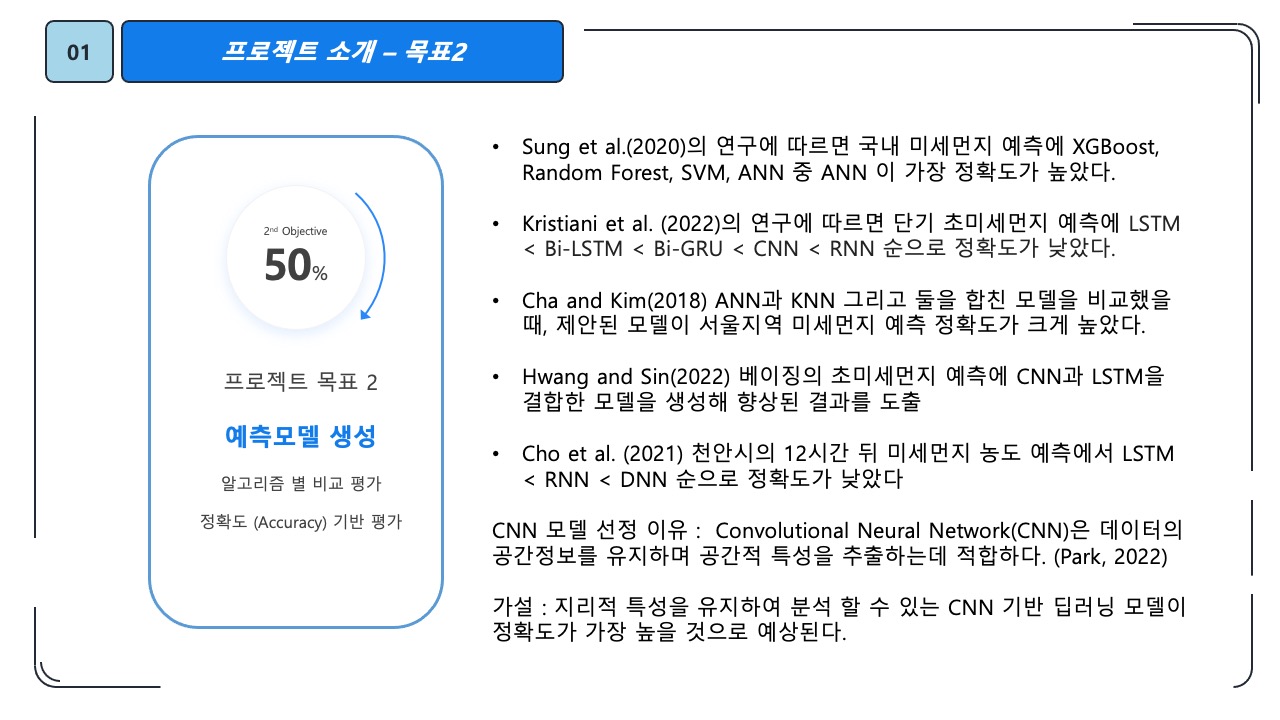 01
프로젝트 소개 – 목표2
2nd Objective
50%
프로젝트 목표 2
예측모델 생성
알고리즘 별 비교 평가
정확도 (Accuracy) 기반 평가
• Sung et al.(2020)의 연구에 따르면 국내 미세먼지 예측에 XGBoost,
Random Forest, SVM, ANN 중 ANN 이 가장 정확도가 높았다.
• Kristiani et al. (2022)의 연구에 따르면 단기 초미세먼지 예측에 LSTM
< Bi-LSTM < Bi-GRU < CNN < RNN 순으로 정확도가 낮았다.
• Cha and Kim(2018) ANN과 KNN 그리고 둘을 합친 모델을 비교했을
때, 제안된 모델이 서울지역 미세먼지 예측 정확도가 크게 높았다.
• Hwang and Sin(2022) 베이징의 초미세먼지 예측에 CNN과 LSTM을
결합한 모델을 생성해 향상된 결과를 도출
• Cho et al. (2021) 천안시의 12시간 뒤 미세먼지 농도 예측에서 LSTM
< RNN < DNN 순으로 정확도가 낮았다
CNN 모델 선정 이유 : Convolutional Neural Network(CNN)은 데이터의
공간정보를 유지하며 공간적 특성을 추출하는데 적합하다. (Park, 2022)
가설 : 지리적 특성을 유지하여 분석 할 수 있는 CNN 기반 딥러닝 모델이
정확도가 가장 높을 것으로 예상된다.